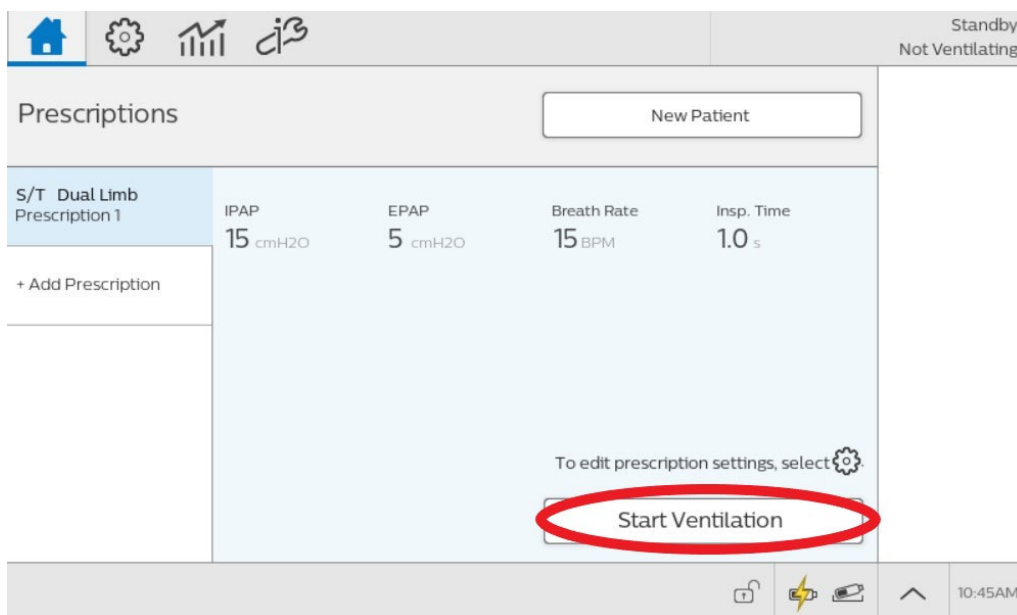 Standby
Not Ventilating
Prescriptions
New Patient
S/T Dual Limb
Prescription 1
+ Add Prescription
IPAP
15 cmH2O
EPAP
5 cmH2O
Breath Rate
15 BPM
Insp. Time
1.0 s
To edit prescription settings, select .
Start Ventilation
10:45AM